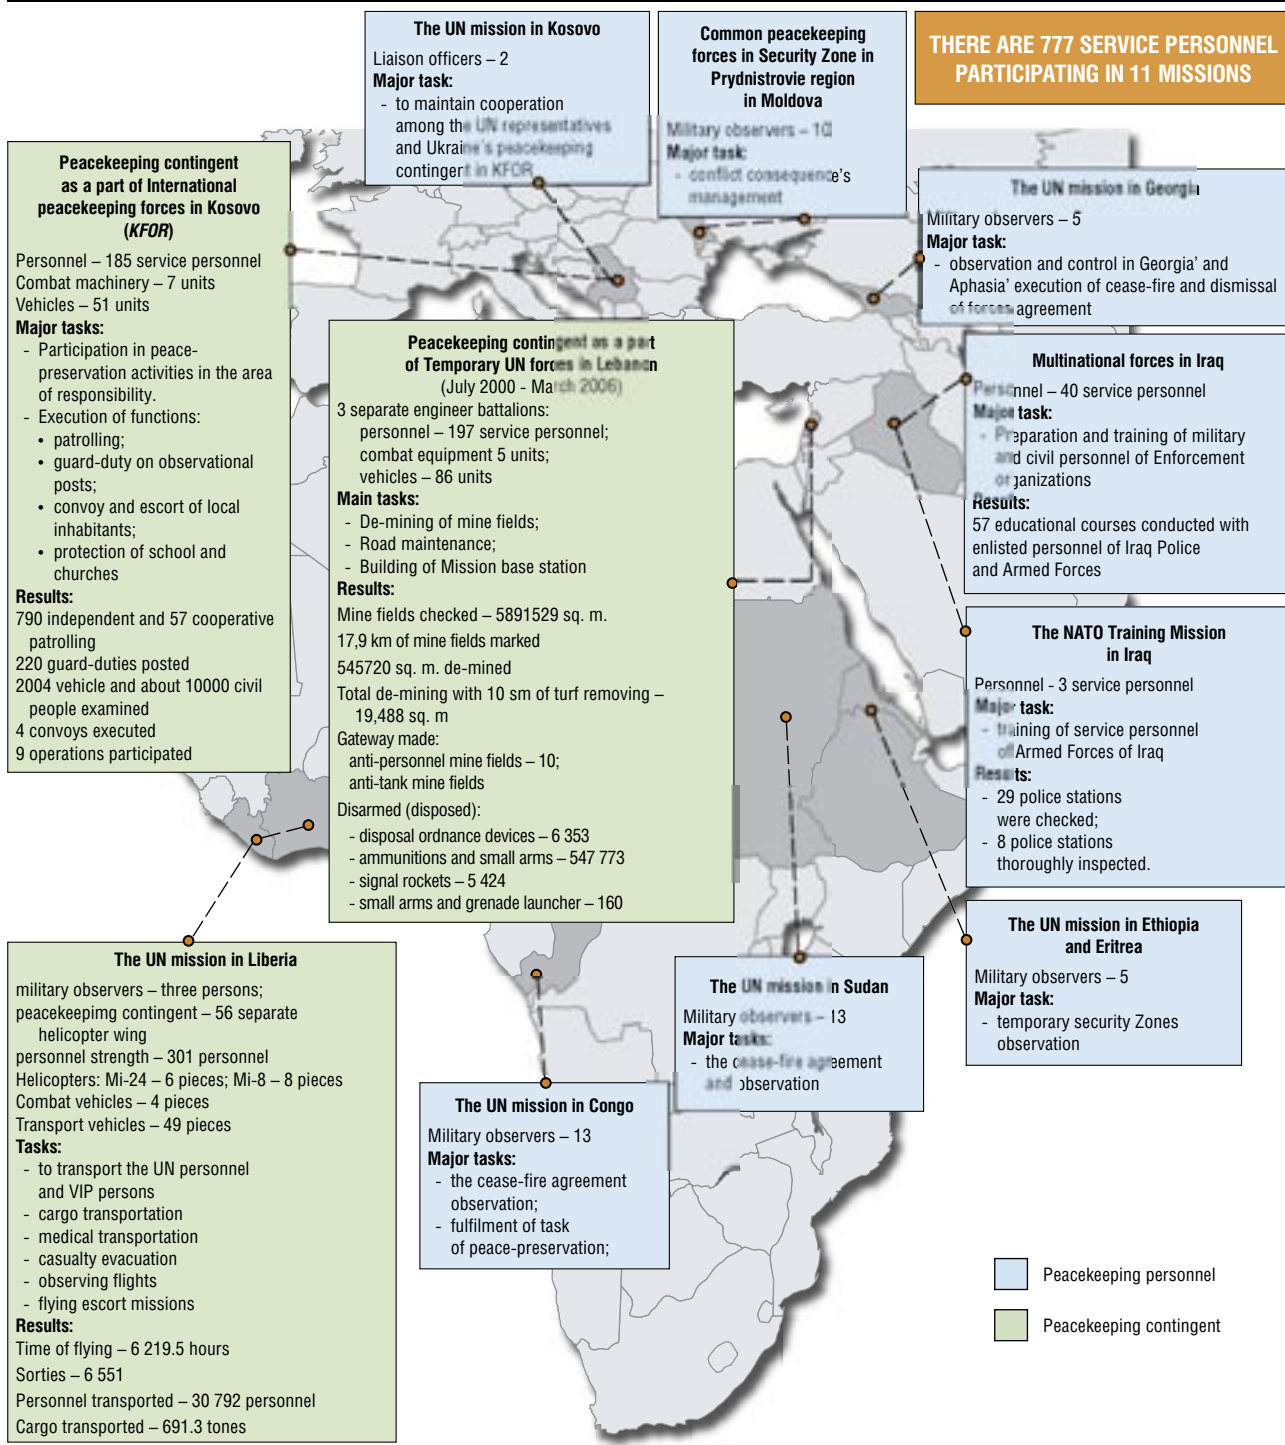 The UN mission in Kosovo
Liaison officers – 2
Major task:
- to maintain cooperation
among the UN representatives
and Ukraine's peacekeeping
contingent in KFOR
Common peacekeeping
forces in Security Zone in
Prydnistrovie region
in Moldova
Military observers – 10
Major task:
- conflict consequence's
management
THERE ARE 777 SERVICE PERSONNEL
PARTICIPATING IN 11 MISSIONS
Peacekeeping contingent
as a part of International
peacekeeping forces in Kosovo
(KFOR)
Personnel – 185 service personnel
Combat machinery – 7 units
Vehicles – 51 units
Major tasks:
- Participation in peace-
preservation activities in the area
of responsibility.
- Execution of functions:
• patrolling;
• guard-duty on observational
posts;
• convoy and escort of local
inhabitants;
• protection of school and
churches
Results:
790 independent and 57 cooperative
patrolling
220 guard-duties posted
2004 vehicle and about 10000 civil
people examined
4 convoys executed
9 operations participated
The UN mission in Georgia
Military observers – 5
Major task:
- observation and control in Georgia' and
Aphasia' execution of cease-fire and dismissal
of forces agreement
Peacekeeping contingent as a part
of Temporary UN forces in Lebanon
(July 2000 - March 2006)
3 separate engineer battalions:
personnel – 197 service personnel;
combat equipment 5 units;
vehicles – 86 units
Main tasks:
- De-mining of mine fields;
- Road maintenance;
- Building of Mission base station
Results:
Mine fields checked – 5891529 sq. m.
17,9 km of mine fields marked
545720 sq. m. de-mined
Total de-mining with 10 sm of turf removing –
19,488 sq. m
Gateway made:
anti-personnel mine fields – 10;
anti-tank mine fields
Disarmed (disposed):
- disposal ordnance devices – 6 353
- ammunitions and small arms – 547 773
- signal rockets – 5 424
- small arms and grenade launcher – 160
Multinational forces in Iraq
Personnel – 40 service personnel
Major task:
- Preparation and training of military
and civil personnel of Enforcement
organizations
Results:
57 educational courses conducted with
enlisted personnel of Iraq Police
and Armed Forces
The NATO Training Mission
in Iraq
Personnel - 3 service personnel
Major task:
- training of service personnel
of Armed Forces of Iraq
Results:
- 29 police stations
were checked;
- 8 police stations
thoroughly inspected.
The UN mission in Ethiopia
and Eritrea
Military observers – 5
Major task:
- temporary security Zones
observation
The UN mission in Liberia
military observers – three persons;
peacekeepimg contingent – 56 separate
helicopter wing
personnel strength – 301 personnel
Helicopters: Mi-24 – 6 pieces; Mi-8 – 8 pieces
Combat vehicles – 4 pieces
Transport vehicles – 49 pieces
Tasks:
- to transport the UN personnel
and VIP persons
- cargo transportation
- medical transportation
- casualty evacuation
- observing flights
- flying escort missions
Results:
Time of flying – 6 219.5 hours
Sorties – 6 551
Personnel transported – 30 792 personnel
Cargo transported – 691.3 tones
The UN mission in Sudan
Military observers – 13
Major tasks:
- the cease-fire agreement
and observation
The UN mission in Congo
Military observers – 13
Major tasks:
- the cease-fire agreement
observation;
- fulfilment of task
of peace-preservation;
Peacekeeping personnel
Peacekeeping contingent